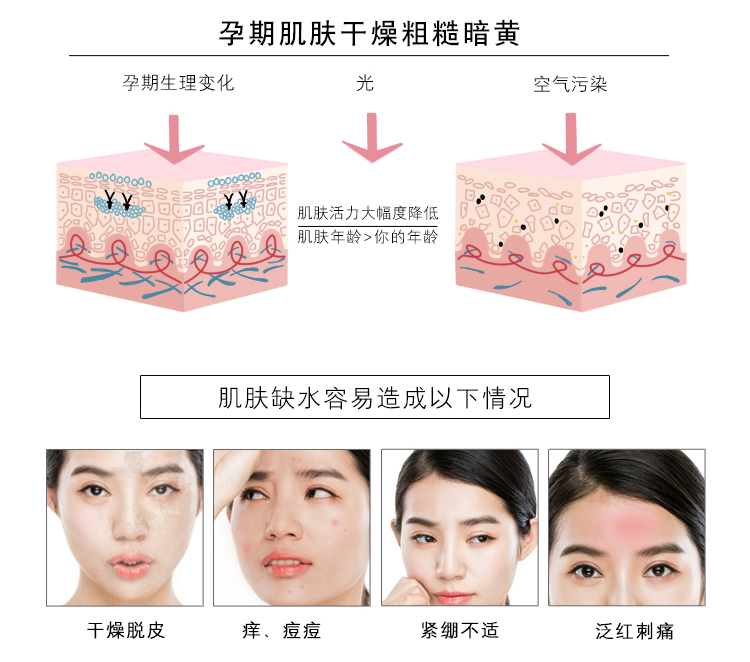 孕期肌肤干燥粗糙暗黄
孕期生理变化
光
空气污染
肌肤活力大幅度降低
肌肤年龄>你的年龄
肌肤缺水容易造成以下情况
干燥脱皮
痒、痘痘
紧绷不适
泛红刺痛